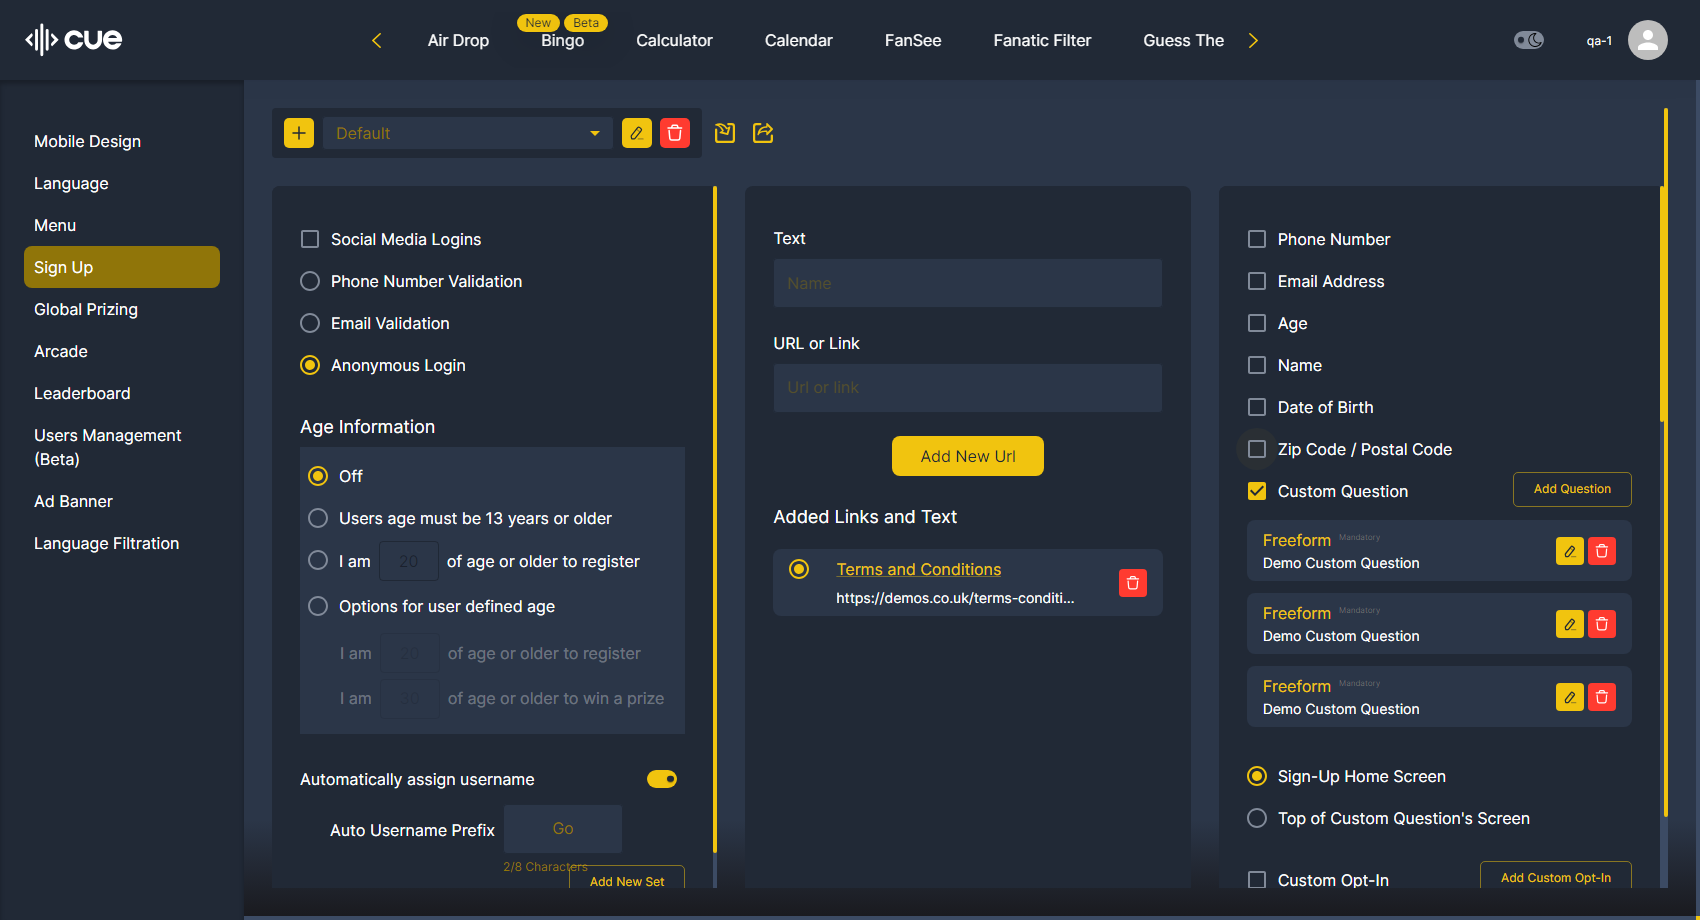 cue
Air Drop
New
Beta
Bingo
Calculator
Calendar
FanSee
Fanatic Filter
Guess The
qa-1
Mobile Design
Language
Menu
Sign Up
Global Prizing
Arcade
Leaderboard
Users Management
(Beta)
Ad Banner
Language Filtration
Default
Social Media Logins
Phone Number Validation
Email Validation
Anonymous Login
Age Information
Off
Users age must be 13 years or older
I am 20 of age or older to register
Options for user defined age
I am 20 of age or older to register
I am 30 of age or older to win a prize
Automatically assign username
Auto Username Prefix Go
2/8 Characters
Add New Set
Text
Name
URL or Link
Url or link
Add New Url
Added Links and Text
Terms and Conditions
https://demos.co.uk/terms-conditi...
Phone Number
Email Address
Age
Name
Date of Birth
Zip Code / Postal Code
Custom Question
Add Question
Freeform Mandatory
Demo Custom Question
Freeform Mandatory
Demo Custom Question
Freeform Mandatory
Demo Custom Question
Sign-Up Home Screen
Top of Custom Question's Screen
Custom Opt-In
Add Custom Opt-In